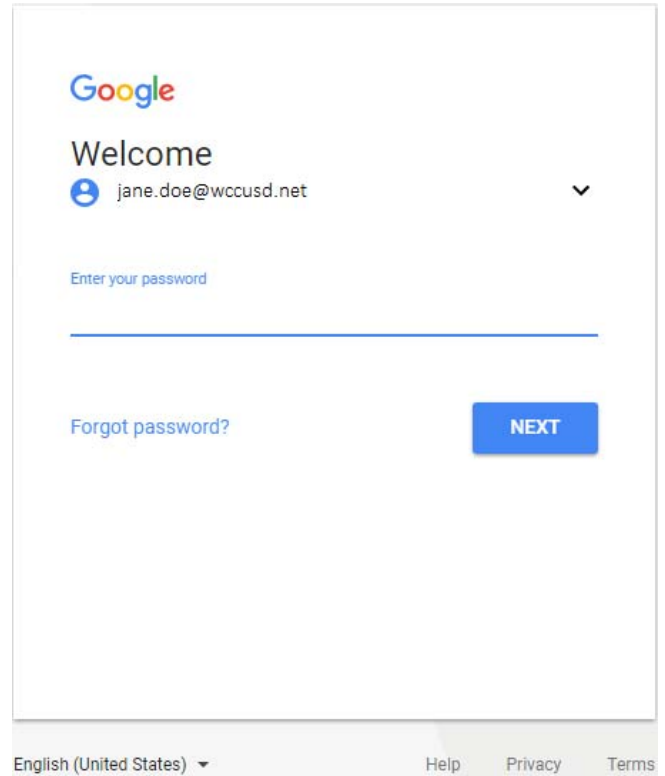 Google
Welcome
jane.doe@wccusd.net
Enter your password
Forgot password? NEXT
English (United States) Help Privacy Terms